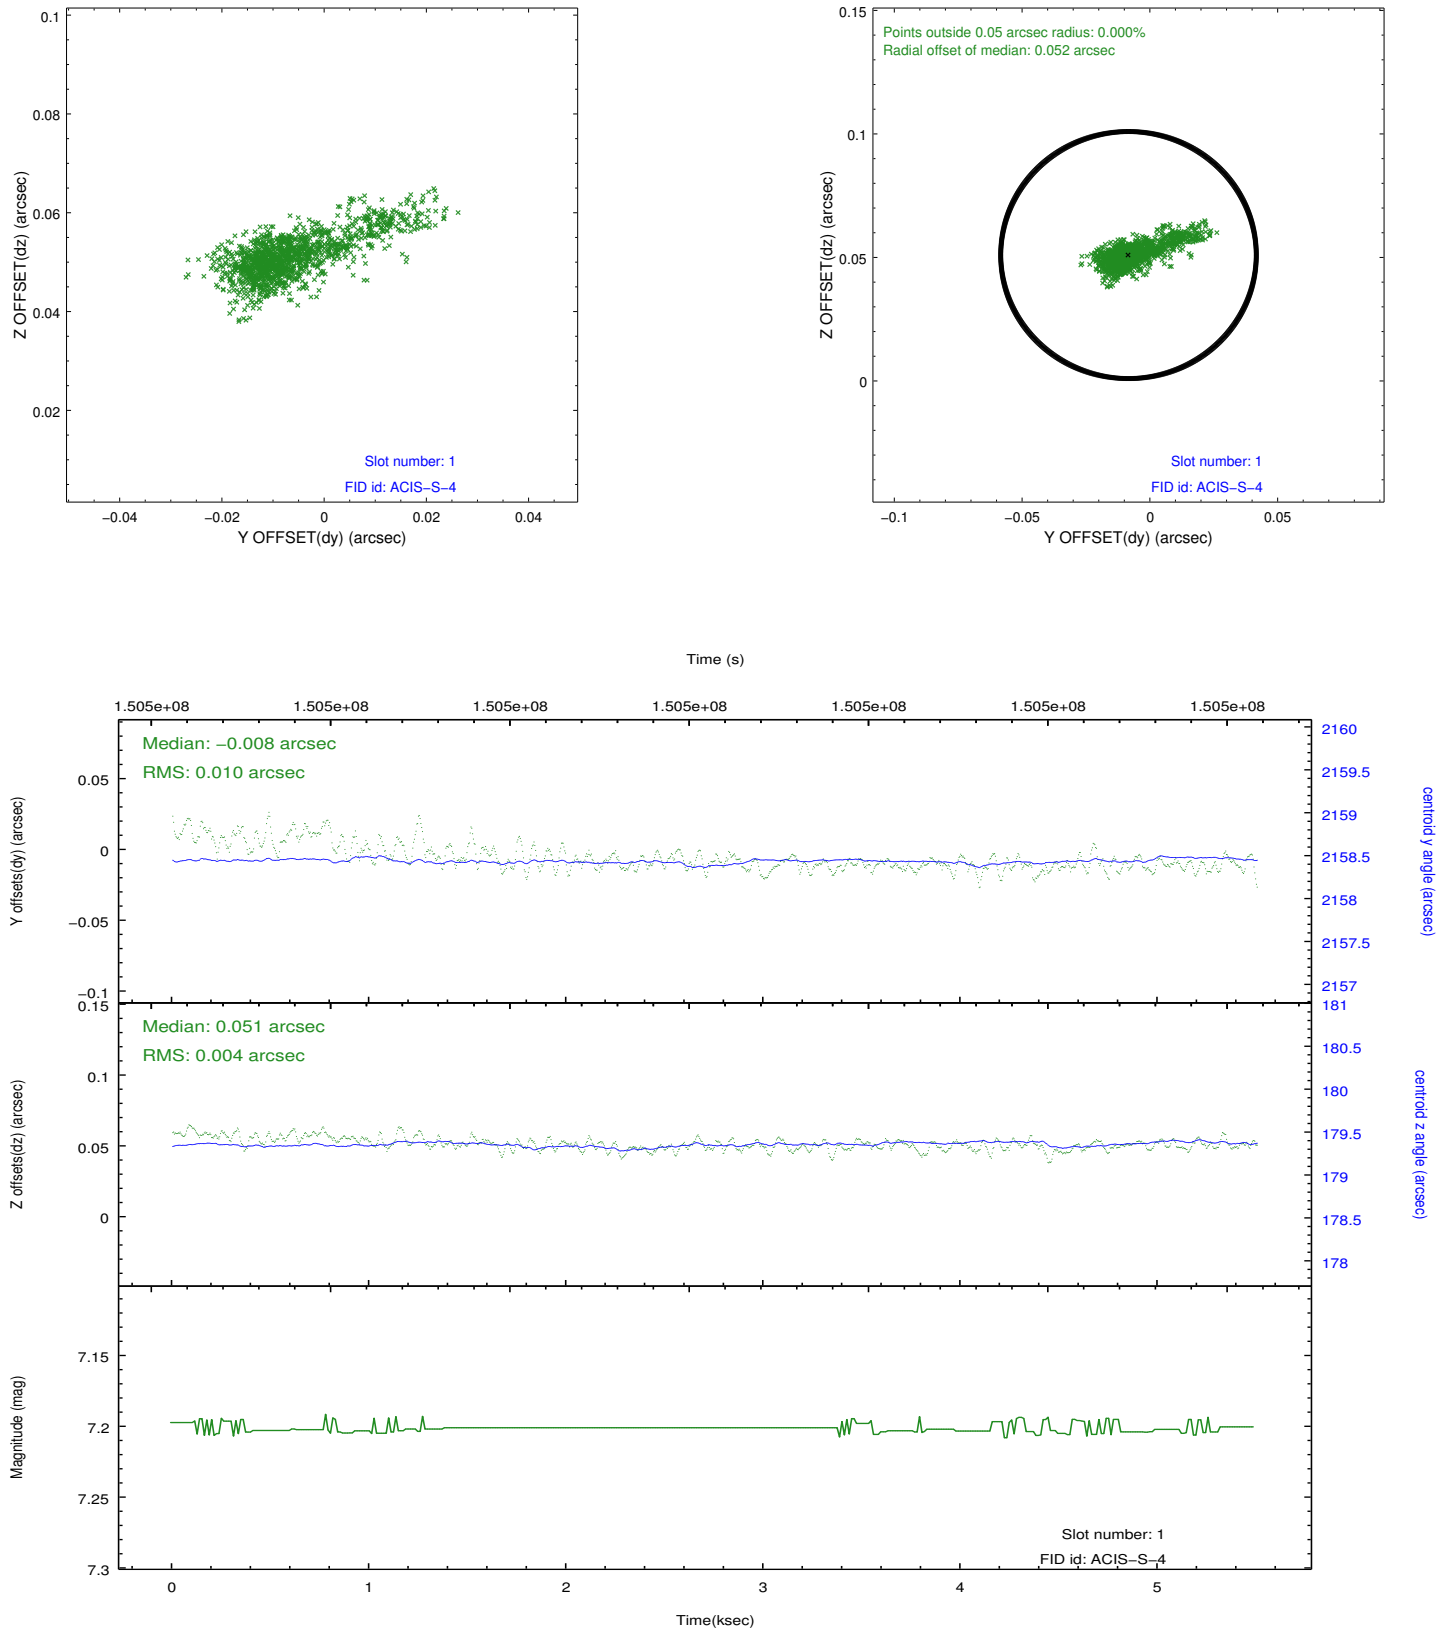 0.1
0.08
0.06
0.04
0.02
Z OFFSET(dz) (arcsec)
Slot number: 1
FID id: ACIS−S−4
−0.04 −0.02 0 0.02 0.04
Y OFFSET(dy) (arcsec)
0.15
0.1
0.05
0
Z OFFSET(dz) (arcsec)
Points outside 0.05 arcsec radius: 0.000%
Radial offset of median: 0.052 arcsec
Slot number: 1
FID id: ACIS−S−4
−0.1 −0.05 0 0.05
Y OFFSET(dy) (arcsec)
Time (s)
1.505e+08 1.505e+08 1.505e+08 1.505e+08 1.505e+08 1.505e+08 1.505e+08
Median: −0.008 arcsec
RMS: 0.010 arcsec
0.05
0
−0.05
−0.1
Y offsets(dy) (arcsec)
2160
2159.5
2159
2158.5
2158
2157.5
2157
centroid y angle (arcsec)
Median: 0.051 arcsec
RMS: 0.004 arcsec
0.15
0.1
0.05
0
Z offsets(dz) (arcsec)
181
180.5
180
179.5
179
178.5
178
centroid z angle (arcsec)
7.15
7.2
7.25
7.3
Magnitude (mag)
Slot number: 1
FID id: ACIS−S−4
0 1 2 3 4 5
Time(ksec)